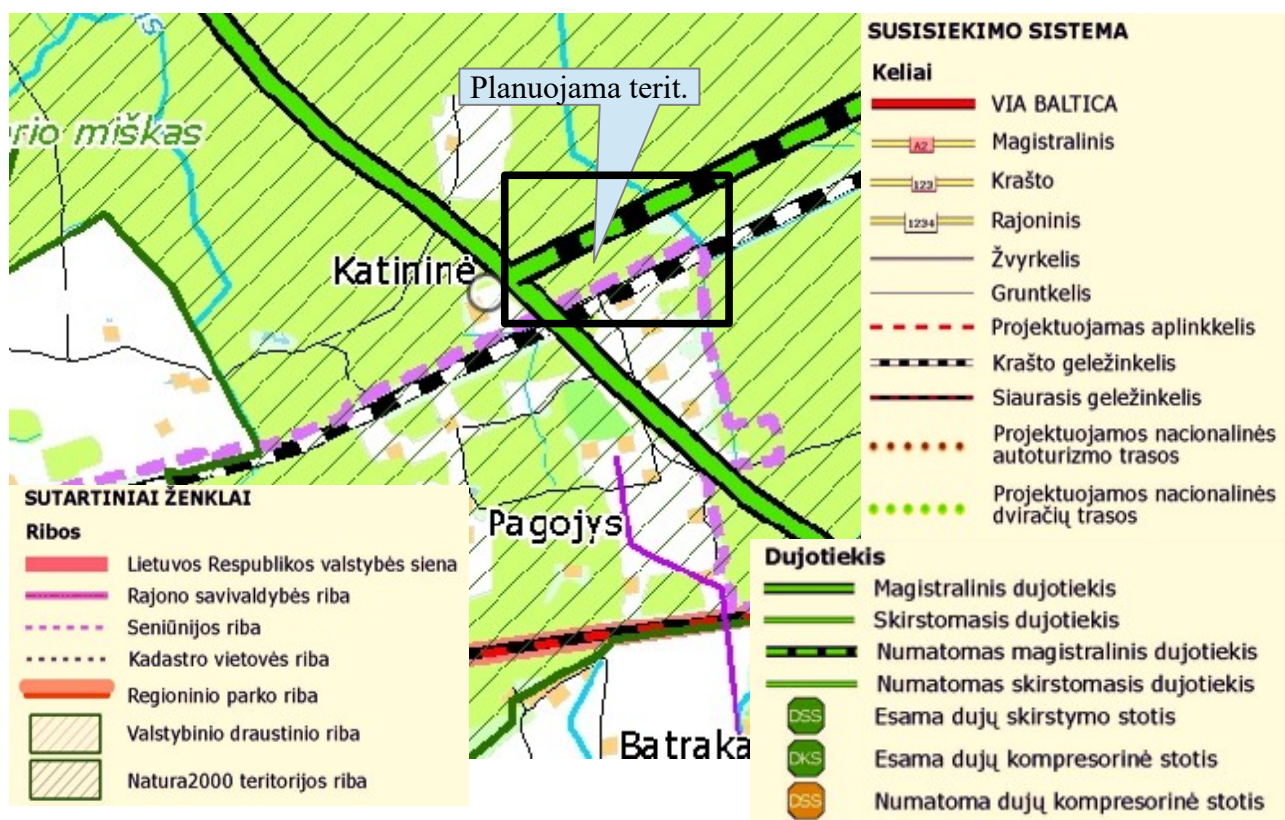 Planuojama terit.
rio miškas
Katininė
Pagojys
Batraka
SUSISIEKIMO SISTEMA
Keliai
VIA BALTICA
A2 Magistralinis
123 Krašto
1234 Rajoninis
Žvyrkelis
Gruntkelis
Projektuojamas aplinkkelis
Krašto geležinkelis
Siaurasis geležinkelis
Projektuojamos nacionalinės
autoturizmo trasos
Projektuojamos nacionalinės
dviračių trasos
SUTARTINIAI ŽENKLAI
Ribos
Lietuvos Respublikos valstybės siena
Rajono savivaldybės riba
Seniūnijos riba
Kadastro vietovės riba
Regioninio parko riba
Valstybinio draustinio riba
Natura2000 teritorijos riba
Dujotiekis
Magistralinis dujotiekis
Skirstomasis dujotiekis
Numatomas magistralinis dujotiekis
Numatomas skirstomasis dujotiekis
DSS Esama dujų skirstymo stotis
DKS Esama dujų kompresorinė stotis
DSS Numatoma dujų kompresorinė stotis